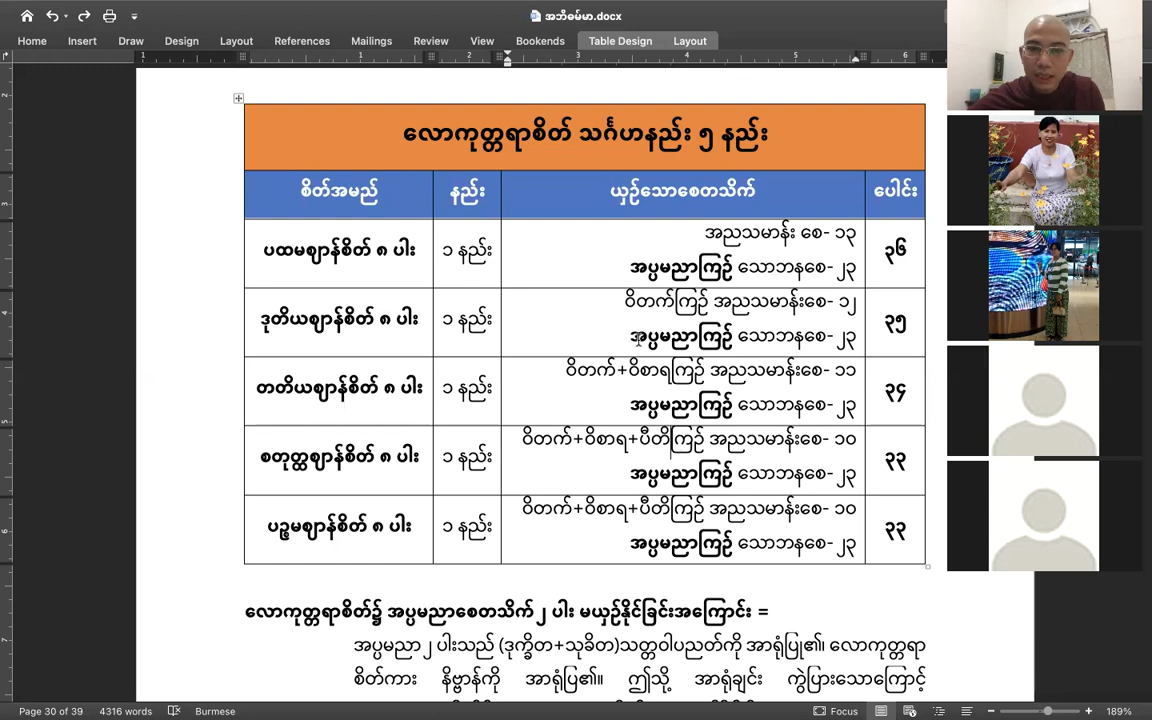 အဘိဓမ်မာ.docx
Home Insert Draw Design Layout References Mailings Review View Bookends Table Design Layout
1 1 2 3 4 5 6
လောကုတ္တရာစိတ် သင်္ဂဟနည်း ၅ နည်း
စိတ်အမည် နည်း ယှဉ်သောစေတသိက် ပေါင်း
ပထမဈာန်စိတ် ၈ ပါး ၁ နည်း အညသမာန်း စေ- ၁၃ ၃၆
အပ္ပမညာကြဉ် သောဘနစေ-၂၃
ဒုတိယဈာန်စိတ် ၈ ပါး ၁ နည်း ဝိတက်ကြဉ် အညသမာန်းစေ- ၁၂ ၃၅
အပ္ပမညာကြဉ် သောဘနစေ-၂၃
တတိယဈာန်စိတ် ၈ ပါး ၁ နည်း ဝိတက်+ဝိစာရကြဉ် အညသမာန်းစေ- ၁၁ ၃၄
အပ္ပမညာကြဉ် သောဘနစေ-၂၃
စတုတ္ထဈာန်စိတ် ၈ ပါး ၁ နည်း ဝိတက်+ဝိစာရ+ပီတိကြဉ် အညသမာန်းစေ- ၁၀ ၃၃
အပ္ပမညာကြဉ် သောဘနစေ-၂၃
ပဉ္စမဈာန်စိတ် ၈ ပါး ၁ နည်း ဝိတက်+ဝိစာရ+ပီတိကြဉ် အညသမာန်းစေ- ၁၀ ၃၃
အပ္ပမညာကြဉ် သောဘနစေ-၂၃
လောကုတ္တရာစိတ်၌ အပ္ပမညာစေတသိက်၂ ပါး မယှဉ်နိုင်ခြင်းအကြောင်း =
အပ္ပမညာ၂ ပါးသည် (ဒုက္ခိတ+သုခိတ)သတ္တဝါပညတ်ကို အာရုံပြု၏၊ လောကုတ္တရာ
စိတ်ကား နိဗ္ဗာန်ကို အာရုံပြု၏။ ဤသို့ အာရုံချင်း ကွဲပြားသောကြောင့်
Page 30 of 39 4316 words Burmese Focus 189%